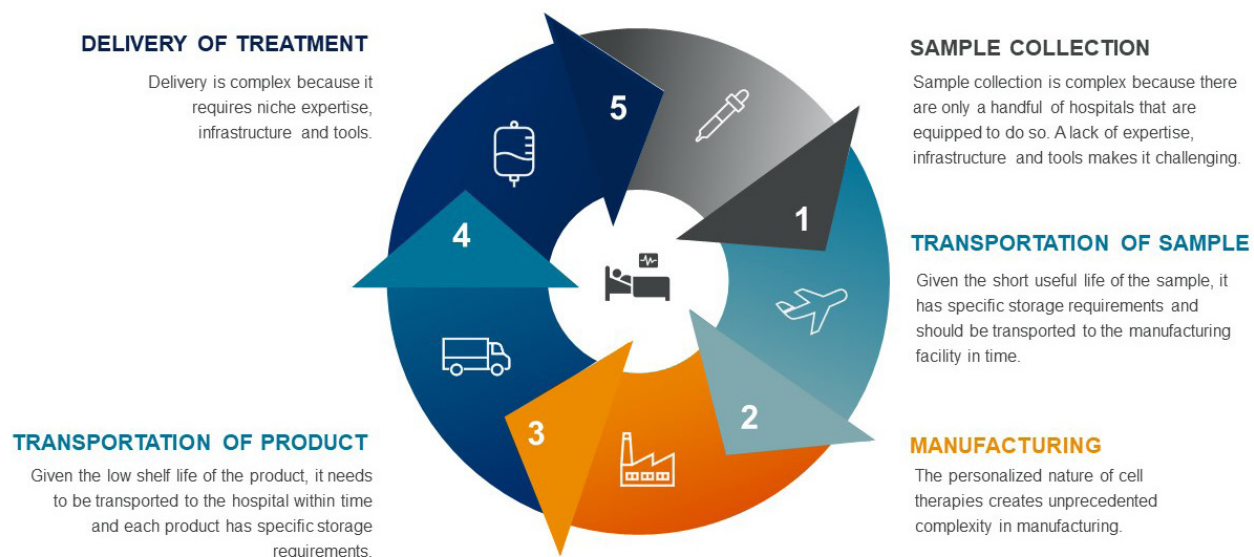 DELIVERY OF TREATMENT
Delivery is complex because it
requires niche expertise,
infrastructure and tools.
SAMPLE COLLECTION
Sample collection is complex because there
are only a handful of hospitals that are
equipped to do so. A lack of expertise,
infrastructure and tools makes it challenging.
5
1
4
TRANSPORTATION OF SAMPLE
Given the short useful life of the sample, it
has specific storage requirements and
should be transported to the manufacturing
facility in time.
2
3
TRANSPORTATION OF PRODUCT
Given the low shelf life of the product, it needs
to be transported to the hospital within time
and each product has specific storage
requirements.
MANUFACTURING
The personalized nature of cell
therapies creates unprecedented
complexity in manufacturing.